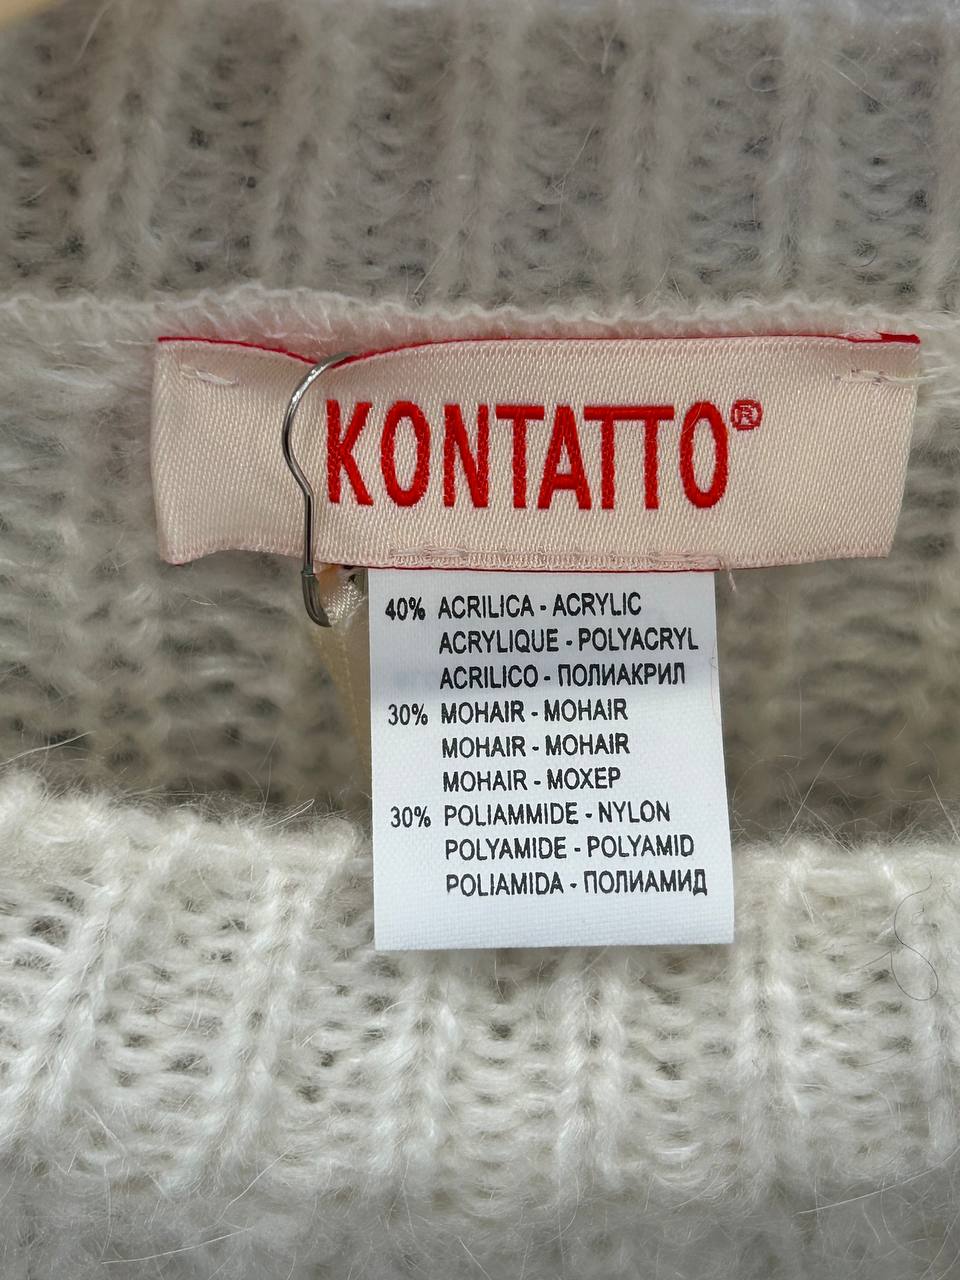 KONTATTO®
40% ACRILICA - ACRYLIC
ACRYLIQUE - POLYACRYL
ACRILICO - ПОЛИАКРИЛ
30% MOHAIR - MOHAIR
MOHAIR - MOHAIR
MOHAIR - МОХЕР
30% POLIAMMIDE - NYLON
POLYAMIDE - POLYAMID
POLIAMIDA - ПОЛИАМИД